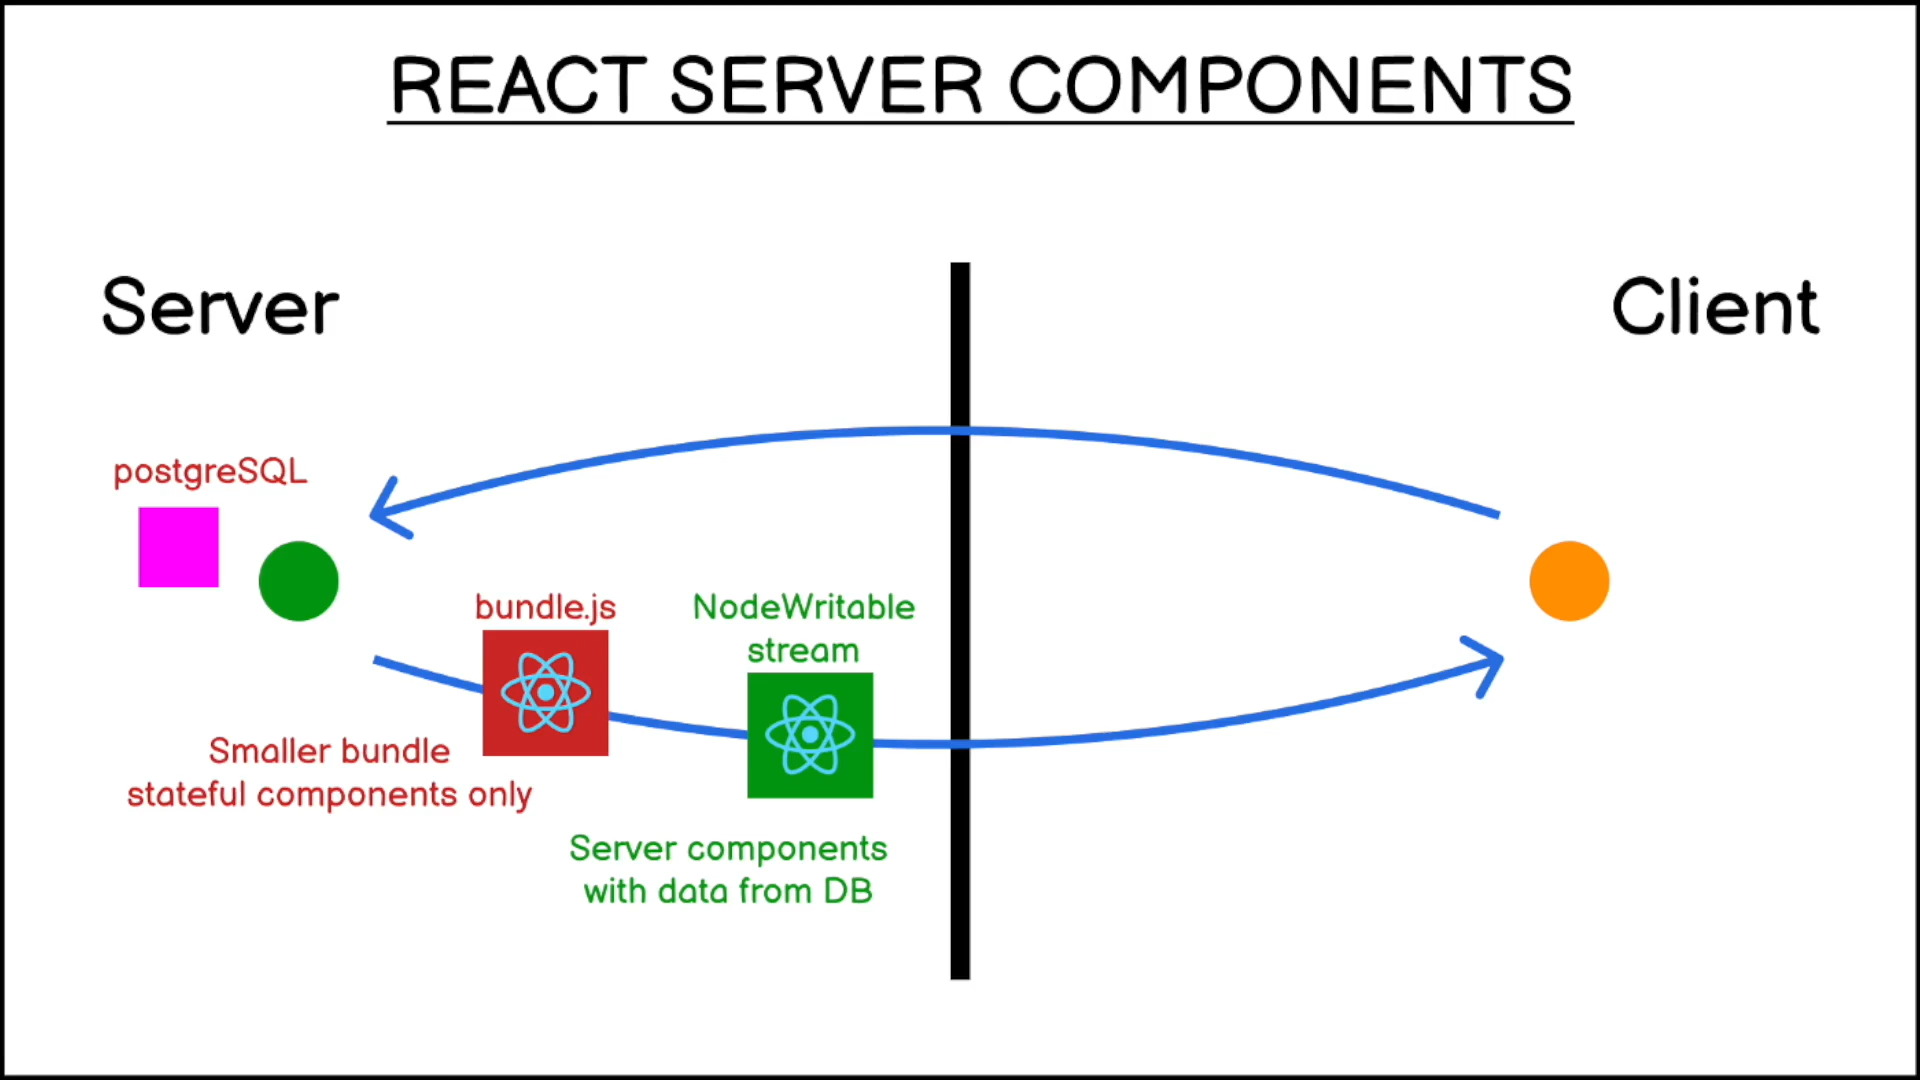 REACT SERVER COMPONENTS
Server
Client
postgreSQL
bundle.js
NodeWritable
stream
Smaller bundle
stateful components only
Server components
with data from DB